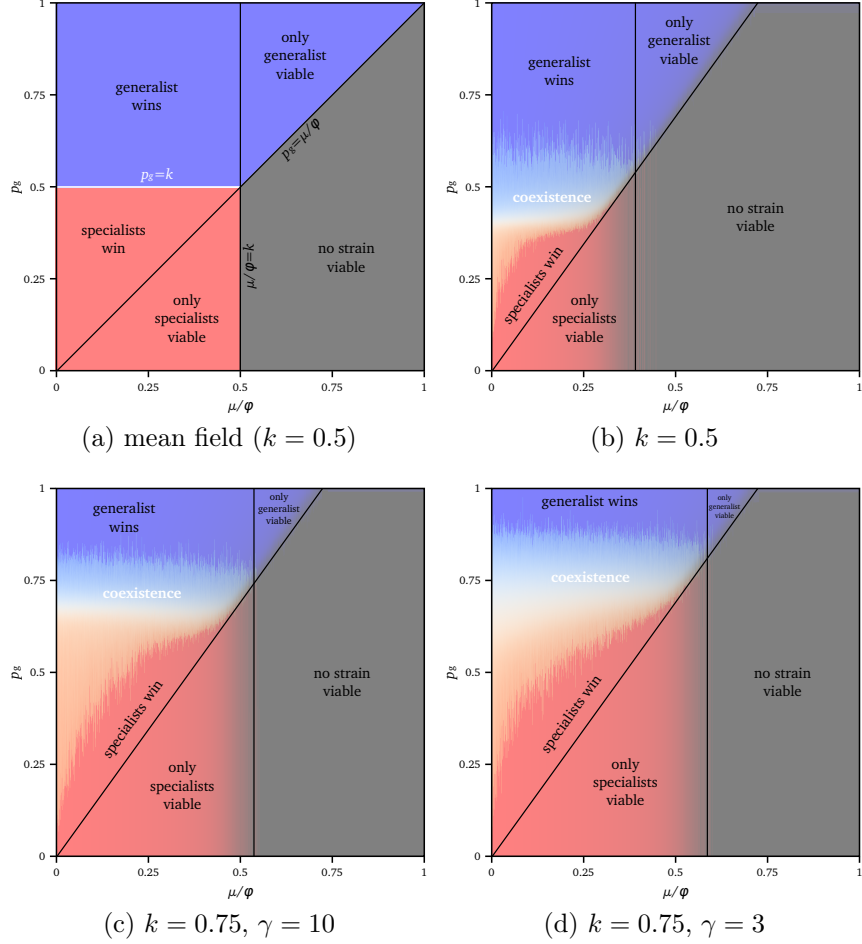 1
0.75
0.5
0.25
0
0
0.25
0.5
0.75
1
p_g
μ/φ
generalist
wins
only
generalist
viable
p_g=k
p_g=μ/φ
specialists
win
μ/φ=k
no strain
viable
only
specialists
viable
(a) mean field (k = 0.5)
1
0.75
0.5
0.25
0
0
0.25
0.5
0.75
1
p_g
μ/φ
generalist
wins
only
generalist
viable
coexistence
specialists win
no strain
viable
only
specialists
viable
(b) k = 0.5
1
0.75
0.5
0.25
0
0
0.25
0.5
0.75
1
p_g
μ/φ
generalist
wins
only
generalist
viable
coexistence
specialists win
no strain
viable
only
specialists
viable
(c) k = 0.75, γ = 10
1
0.75
0.5
0.25
0
0
0.25
0.5
0.75
1
p_g
μ/φ
generalist wins
only
generalist
viable
coexistence
specialists win
no strain
viable
only
specialists
viable
(d) k = 0.75, γ = 3